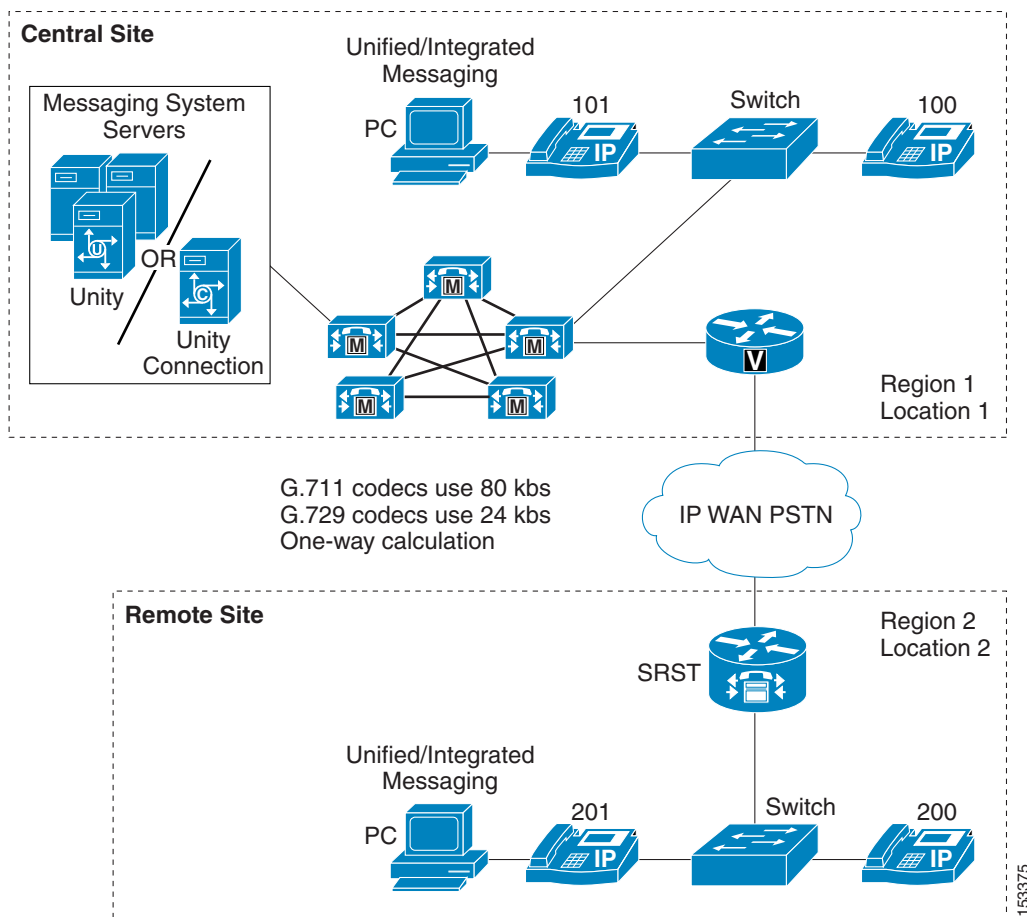 Central Site
Unified/Integrated
Messaging
Messaging System
Servers
PC
101
Switch
100
IP
IP
U
OR
C
Unity
Unity
Connection
M
M
M
M
M
V
Region 1
Location 1
G.711 codecs use 80 kbs
G.729 codecs use 24 kbs
One-way calculation
IP WAN PSTN
Remote Site
Region 2
Location 2
SRST
Unified/Integrated
Messaging
PC
201
Switch
200
IP
IP
153375